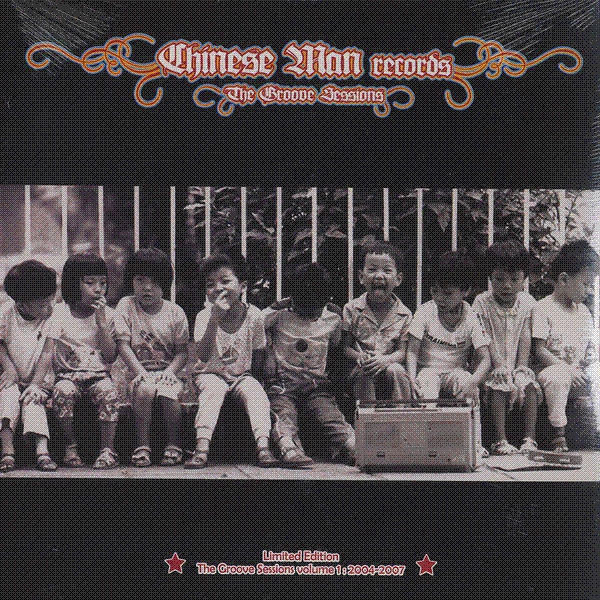 Chinese Man records
The Groove Sessions
Limited Edition
The Groove Sessions volume 1 : 2004-2007